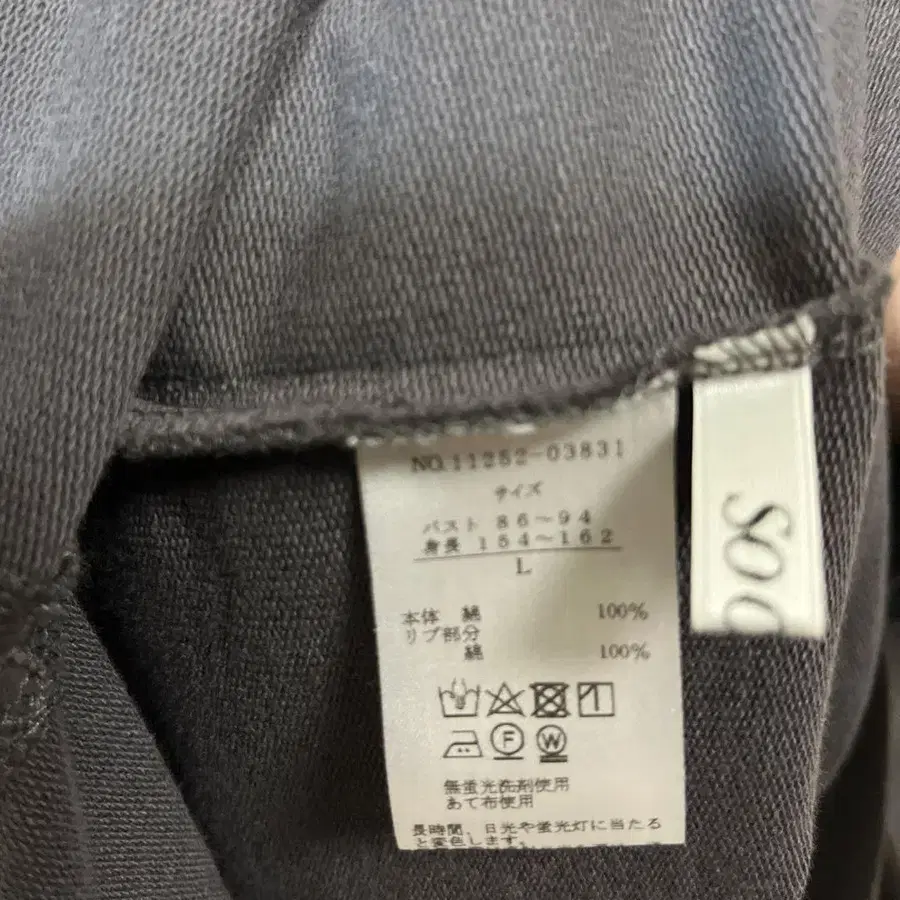 NO.11252-03831
サイズ
バスト 86～94
身長 154～162
L
本体 綿 100%
リブ部分
綿 100%
F W
無蛍光洗剤使用
あて布使用
長時間、日光や蛍光灯に当たる
と変色します。
SO